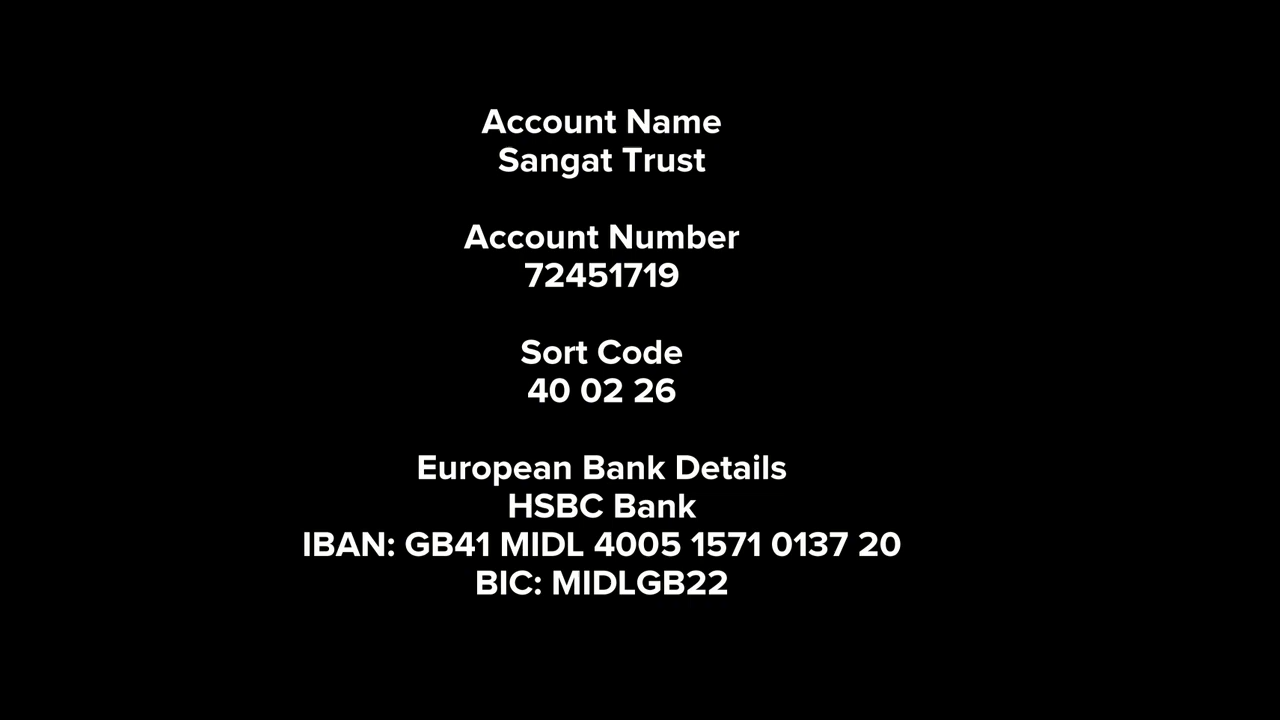 Account Name
Sangat Trust
Account Number
72451719
Sort Code
40 02 26
European Bank Details
HSBC Bank
IBAN: GB41 MIDL 4005 1571 0137 20
BIC: MIDLGB22